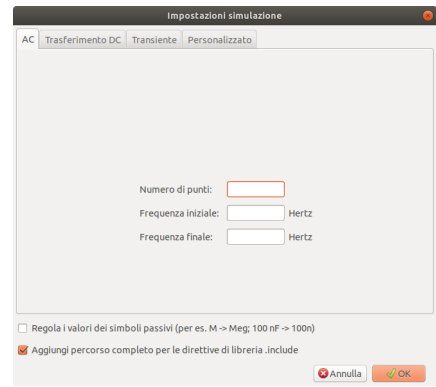 Impostazioni simulazione
AC Trasferimento DC Transiente Personalizzato
Numero di punti:
Frequenza iniziale: Hertz
Frequenza finale: Hertz
Regola i valori dei simboli passivi (per es. M -> Meg; 100 nF -> 100n)
Aggiungi percorso completo per le direttive di libreria .include
Annulla OK